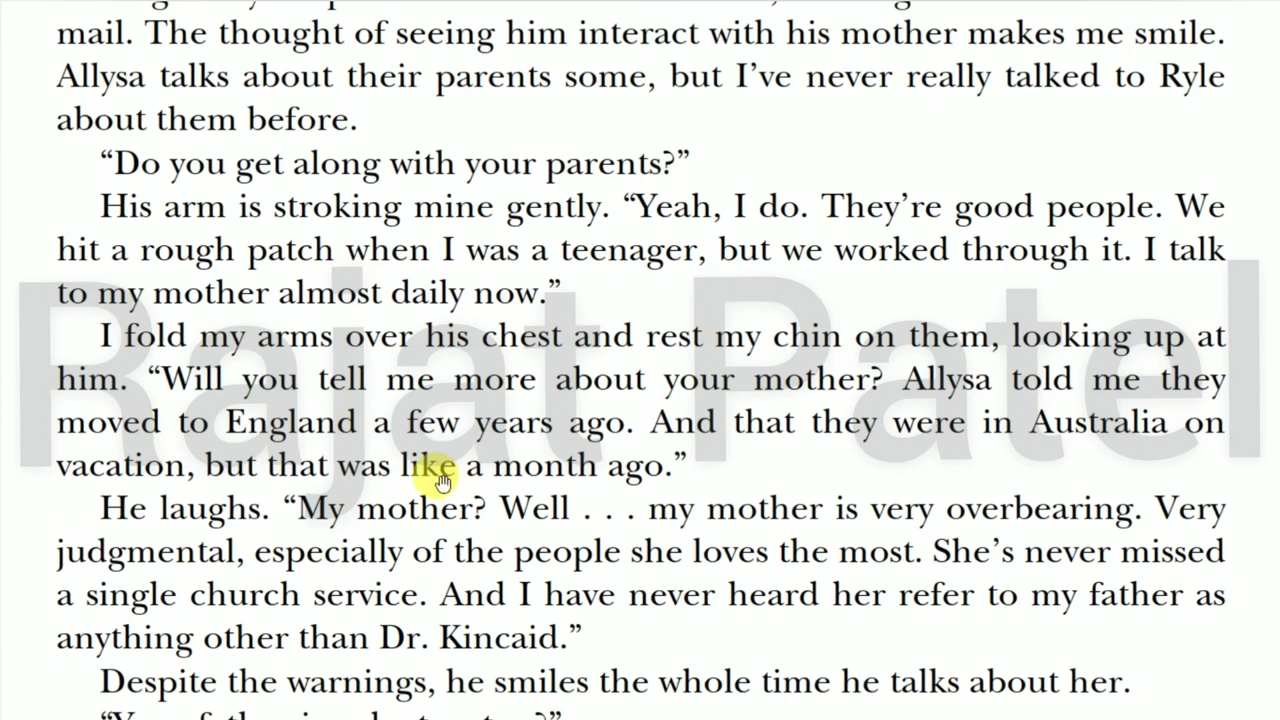 mail. The thought of seeing him interact with his mother makes me smile.
Allysa talks about their parents some, but I’ve never really talked to Ryle
about them before.
“Do you get along with your parents?”
His arm is stroking mine gently. “Yeah, I do. They’re good people. We
hit a rough patch when I was a teenager, but we worked through it. I talk
to my mother almost daily now.”
I fold my arms over his chest and rest my chin on them, looking up at
him. “Will you tell me more about your mother? Allysa told me they
moved to England a few years ago. And that they were in Australia on
vacation, but that was like a month ago.”
He laughs. “My mother? Well . . . my mother is very overbearing. Very
judgmental, especially of the people she loves the most. She’s never missed
a single church service. And I have never heard her refer to my father as
anything other than Dr. Kincaid.”
Despite the warnings, he smiles the whole time he talks about her.
Rajat Patel